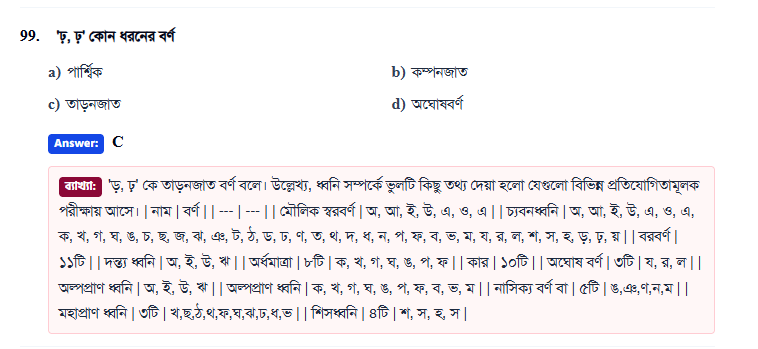 99. 'ঢ়, ঢ়' কোন ধরনের বর্ণ
a) পার্শ্বিক
b) কম্পনজাত
c) তাড়নজাত
d) অঘোষবর্ণ
Answer: C
ব্যাখ্যা: 'ড়, ঢ়' কে তাড়নজাত বর্ণ বলে। উল্লেখ্য, ধ্বনি সম্পর্কে ভুলটি কিছু তথ্য দেয়া হলো যেগুলো বিভিন্ন প্রতিযোগিতামূলক
পরীক্ষায় আসে। | নাম | বর্ণ | | --- | --- | | মৌলিক স্বরবর্ণ | অ, আ, ই, উ, এ, ও, এ | | চ্যবনধ্বনি | অ, আ, ই, উ, এ, ও, এ,
ক, খ, গ, ঘ, ঙ, চ, ছ, জ, ঝ, ঞ, ট, ঠ, ড, ঢ, ণ, ত, থ, দ, ধ, ন, প, ফ, ব, ভ, ম, য, র, ল, শ, স, হ, ড়, ঢ়, য় | | বরবর্ণ |
১১টি | | দন্ত্য ধ্বনি | অ, ই, উ, ঋ | | অর্ধমাত্রা | ৮টি | ক, খ, গ, ঘ, ঙ, প, ফ | | কার | ১০টি | | অঘোষ বর্ণ | ৩টি | য, র, ল | |
অল্পপ্রাণ ধ্বনি | অ, ই, উ, ঋ | | অল্পপ্রাণ ধ্বনি | ক, খ, গ, ঘ, ঙ, প, ফ, ব, ভ, ম | | নাসিক্য বর্ণ বা | ৫টি | ঙ,ঞ,ণ,ন,ম | |
মহাপ্রাণ ধ্বনি | ৩টি | খ,ছ,ঠ,থ,ফ,ঘ,ঝ,ঢ,ধ,ভ | | শিসধ্বনি | ৪টি | শ, স, হ, স |